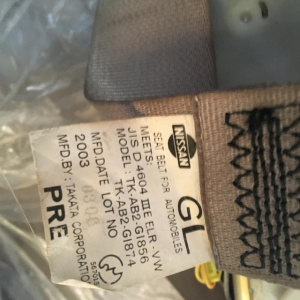 NISSAN
GL
SEAT BELT FOR AUTOMOBILES
MEETS:
JIS D 4604 ⅢE ELR-VW
MODEL: TK-AB2-G1856
TK-AB2-G1874
MFD.DATE LOT NO
2003
MFD.BY: TAKATA CORPORATION
PRE